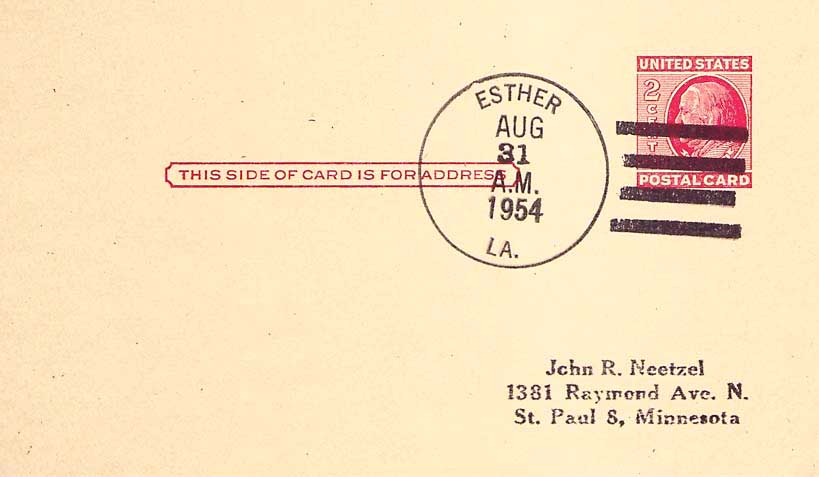 UNITED STATES
2 CENTS
POSTAL CARD
THIS SIDE OF CARD IS FOR ADDRESS
ESTHER
AUG
31
A.M.
1954
LA.
John R. Neetzel
1381 Raymond Ave. N.
St. Paul 8, Minnesota